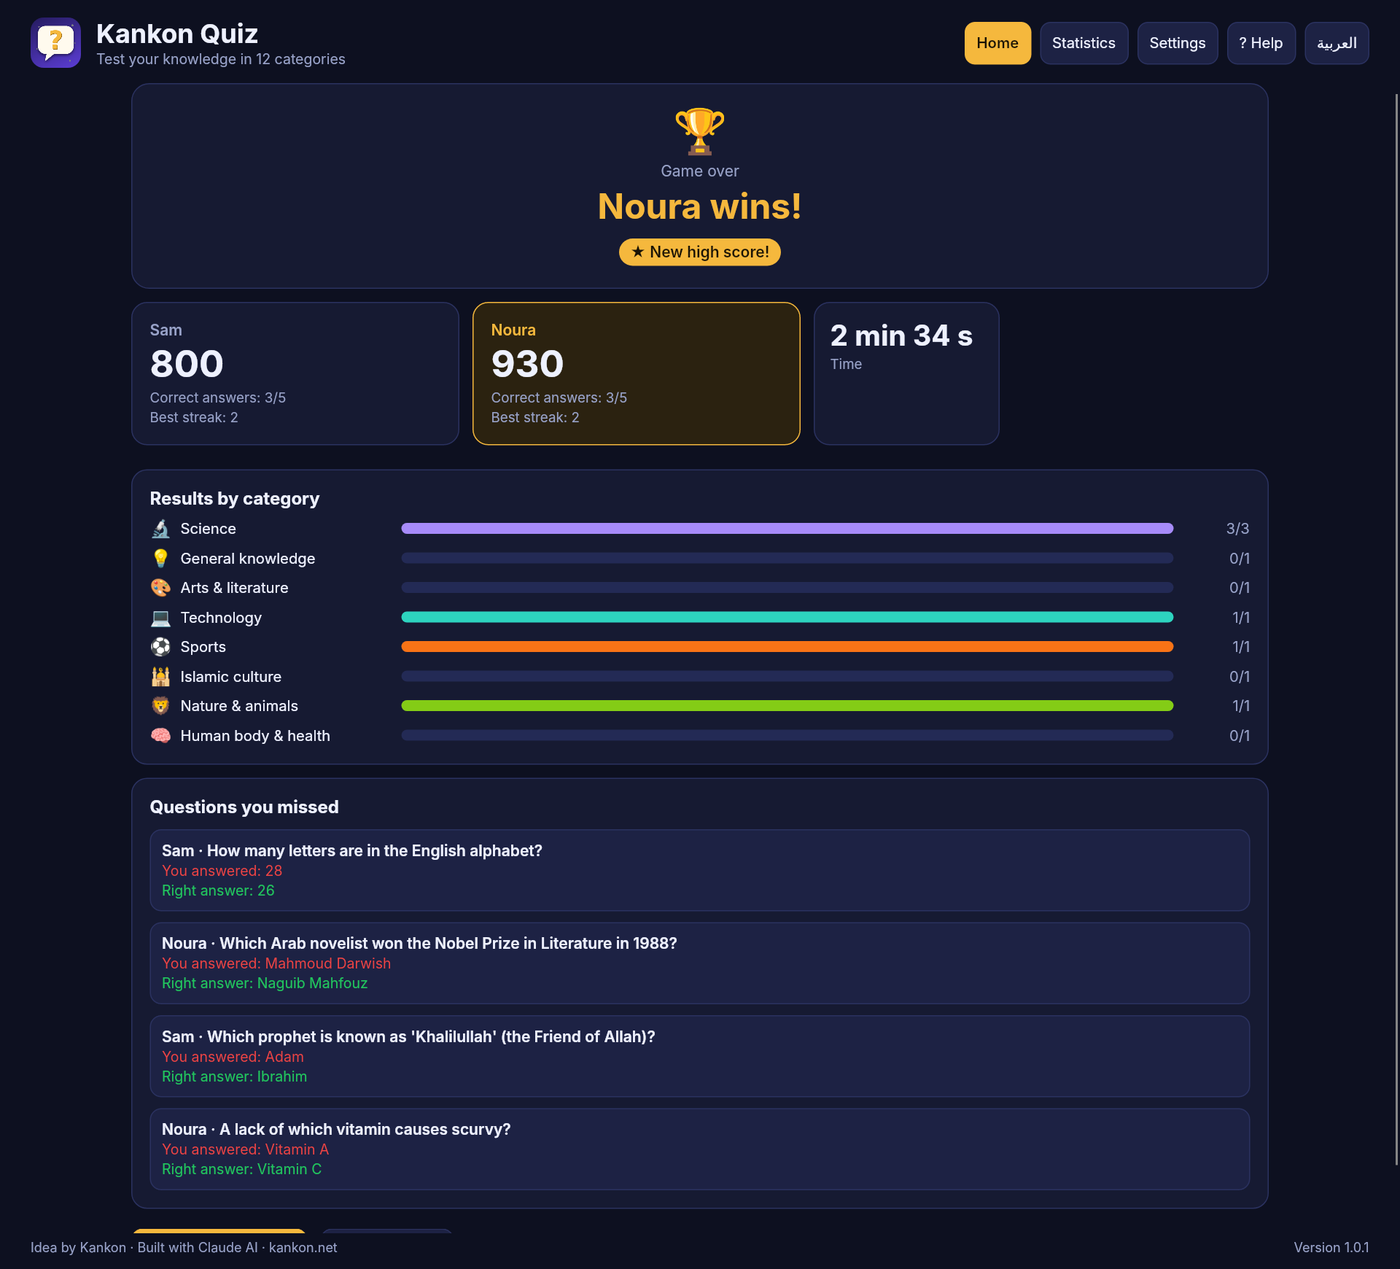 Kankon Quiz
Test your knowledge in 12 categories
Home
Statistics
Settings
? Help
العربية
Game over
Noura wins!
★ New high score!
Sam
800
Correct answers: 3/5
Best streak: 2
Noura
930
Correct answers: 3/5
Best streak: 2
2 min 34 s
Time
Results by category
Science 3/3
General knowledge 0/1
Arts & literature 0/1
Technology 1/1
Sports 1/1
Islamic culture 0/1
Nature & animals 1/1
Human body & health 0/1
Questions you missed
Sam · How many letters are in the English alphabet?
You answered: 28
Right answer: 26
Noura · Which Arab novelist won the Nobel Prize in Literature in 1988?
You answered: Mahmoud Darwish
Right answer: Naguib Mahfouz
Sam · Which prophet is known as 'Khalilullah' (the Friend of Allah)?
You answered: Adam
Right answer: Ibrahim
Noura · A lack of which vitamin causes scurvy?
You answered: Vitamin A
Right answer: Vitamin C
Idea by Kankon · Built with Claude AI · kankon.net
Version 1.0.1